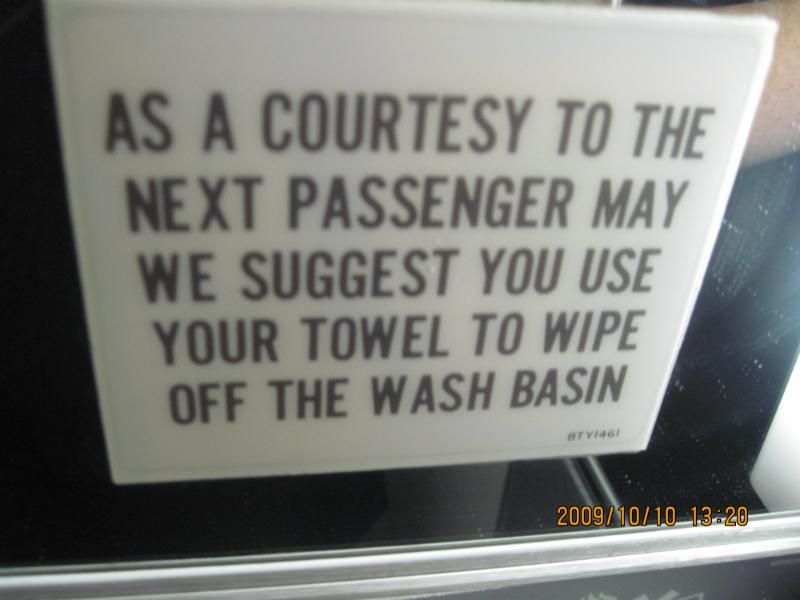 AS A COURTESY TO THE
NEXT PASSENGER MAY
WE SUGGEST YOU USE
YOUR TOWEL TO WIPE
OFF THE WASH BASIN
BTY1461
2009/10/10 13:20